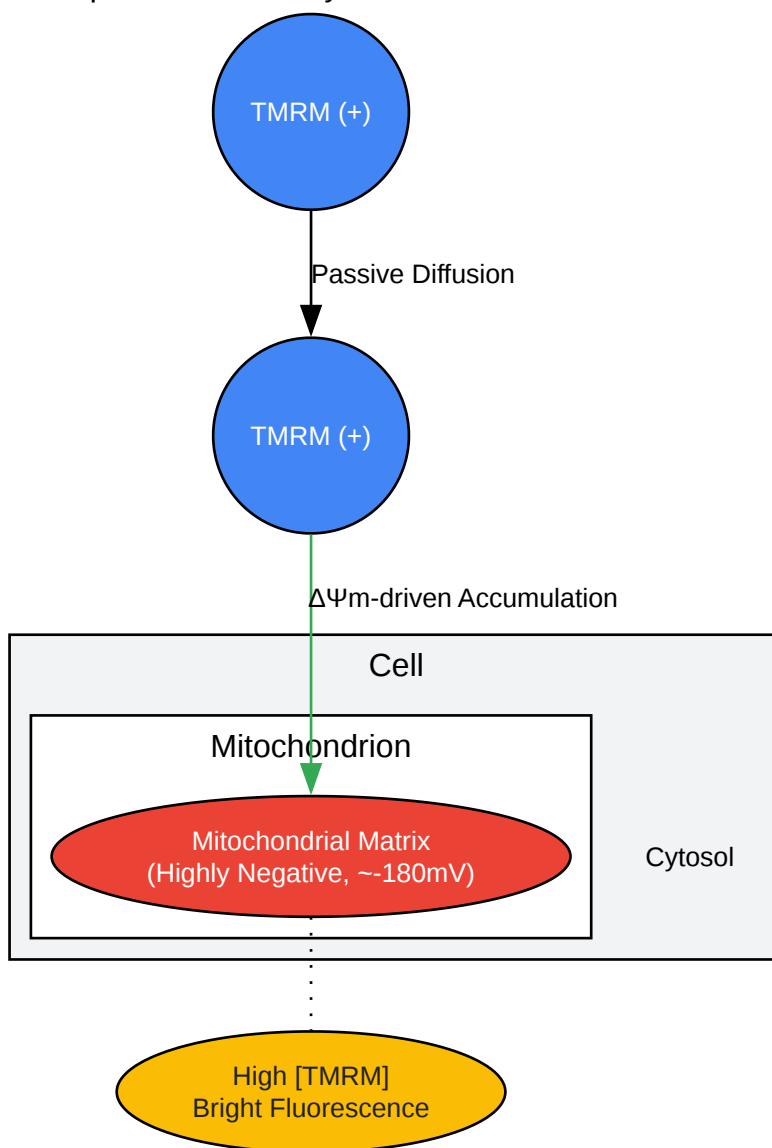 TMRM (+)
Passive Diffusion
TMRM (+)
ΔΨm-driven Accumulation
Cell
Mitochondrion
Mitochondrial Matrix
(Highly Negative, ~-180mV)
Cytosol
High [TMRM]
Bright Fluorescence